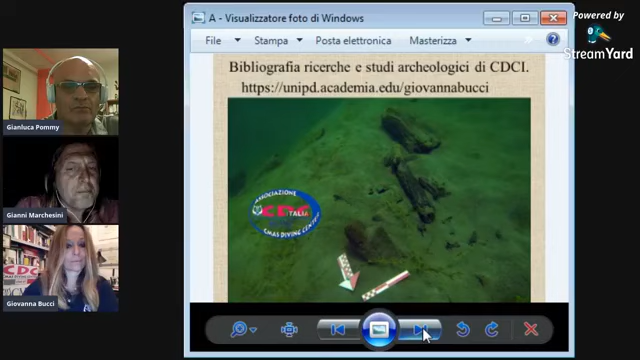 Powered by
StreamYard
A - Visualizzatore foto di Windows
File
Stampa
Posta elettronica
Masterizza
Bibliografia ricerche e studi archeologici di CDCI.
https://unipd.academia.edu/giovannabucci
Gianluca Pommy
Gianni Marchesini
Giovanna Bucci
ASSOCIAZIONE
CDC
ITALIA
CMAS DIVING CENTER
CDC